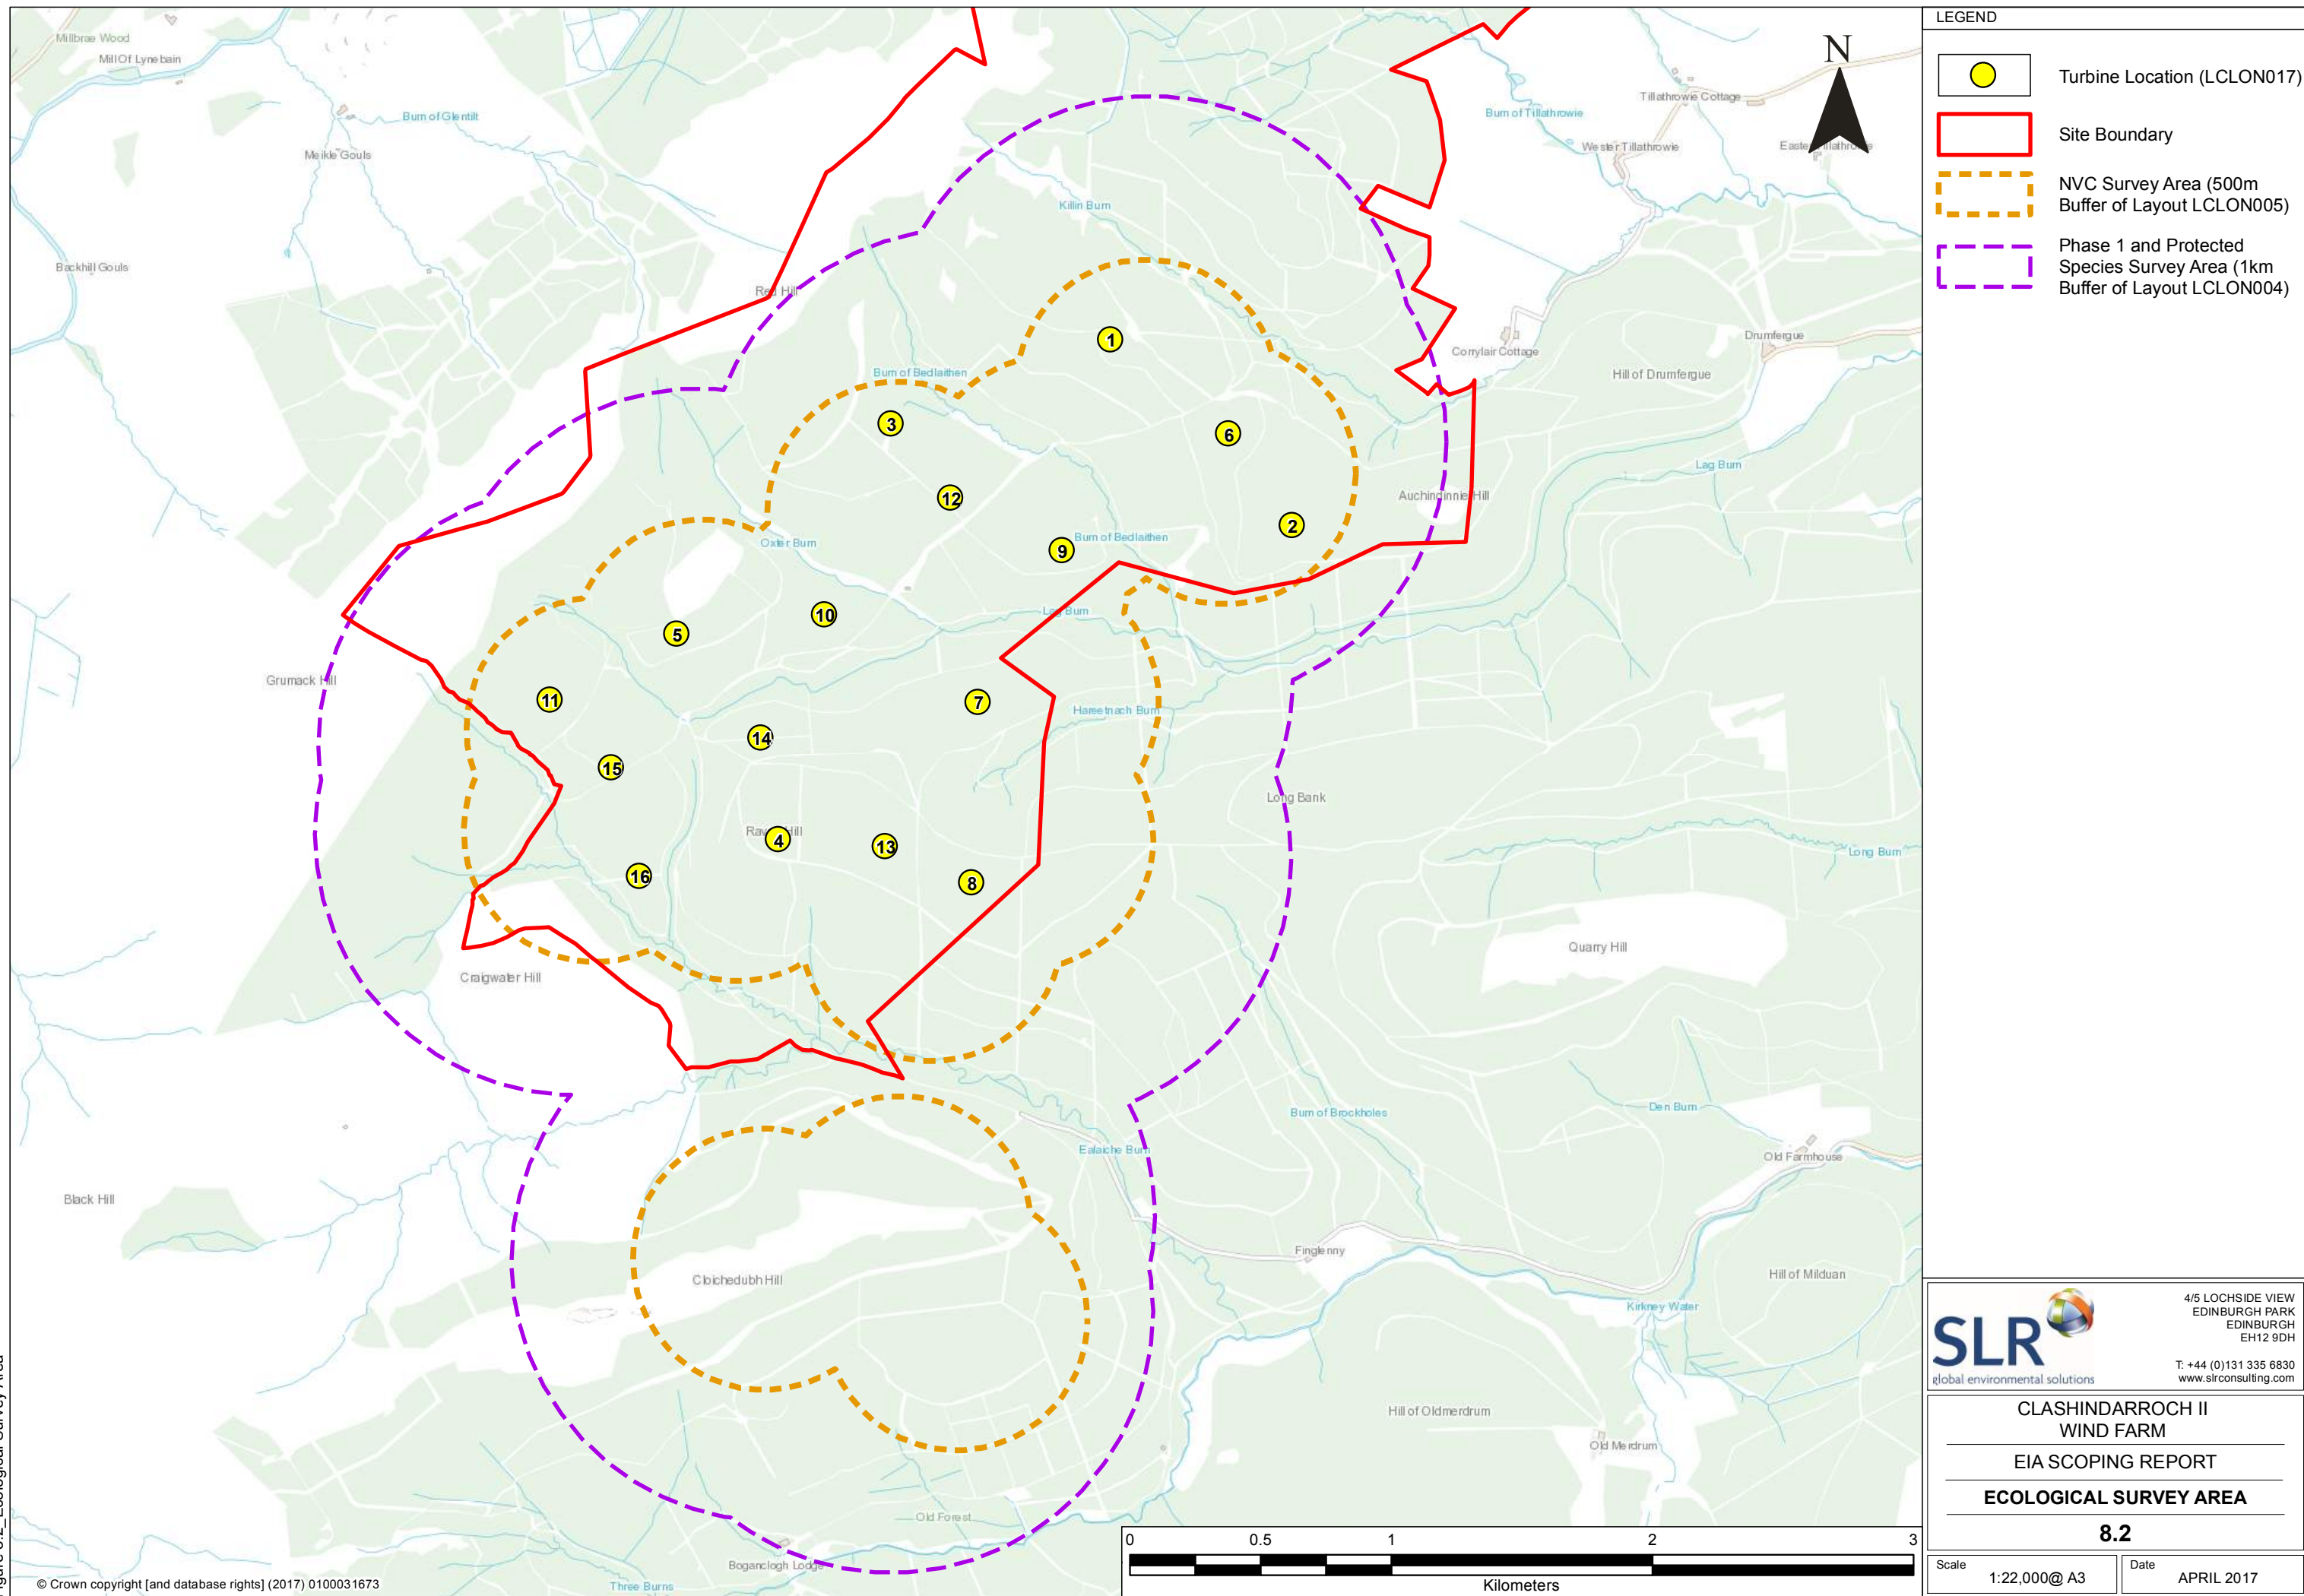 Millbrae Wood
Mill Of Lynebain
Burn of Glentilt
Meikle Gouls
Backhill Gouls
Red Hill
Killin Burn
Burn of Tillathrowie
Tillathrowie Cottage
Wester Tillathrowie
N
Corrylair Cottage
Drumfergue
Hill of Drumfergue
Burn of Bedlaithen
1
3
6
12
2
9
Lag Burn
Auchindinnie Hill
Burn of Bedlaithen
Oxter Burn
Lag Burn
10
5
Grumack Hill
11
7
Hareetnach Burn
14
15
Long Bank
4
13
Long Burn
16
8
Quarry Hill
Craigwater Hill
Burn of Brockholes
Den Burn
Ealaiche Burn
Old Farmhouse
Black Hill
Finglenny
Cloichedubh Hill
Hill of Milduan
Kirkney Water
Hill of Oldmerdrum
Old Merdrum
Old Forest
Boganclogh Lodge
Three Burns
0 0.5 1 2 3
Kilometers
© Crown copyright [and database rights] (2017) 0100031673
LEGEND
Turbine Location (LCLON017)
Site Boundary
NVC Survey Area (500m
Buffer of Layout LCLON005)
Phase 1 and Protected
Species Survey Area (1km
Buffer of Layout LCLON004)
SLR
global environmental solutions
4/5 LOCHSIDE VIEW
EDINBURGH PARK
EDINBURGH
EH12 9DH
T: +44 (0)131 335 6830
www.slrconsulting.com
CLASHINDARROCH II
WIND FARM
EIA SCOPING REPORT
ECOLOGICAL SURVEY AREA
8.2
Scale
1:22,000@ A3
Date
APRIL 2017